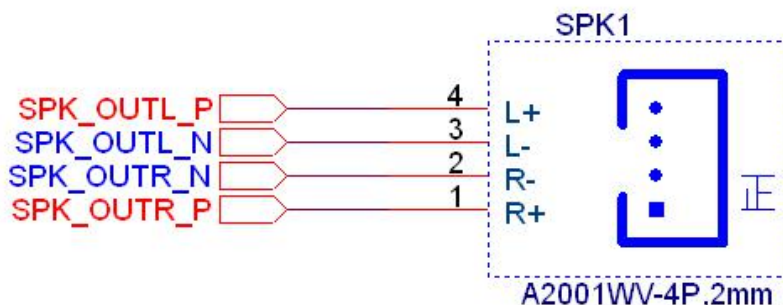 SPK1
SPK_OUTL_P 4 L+
SPK_OUTL_N 3 L-
SPK_OUTR_N 2 R-
SPK_OUTR_P 1 R+
正
A2001WV-4P.2mm